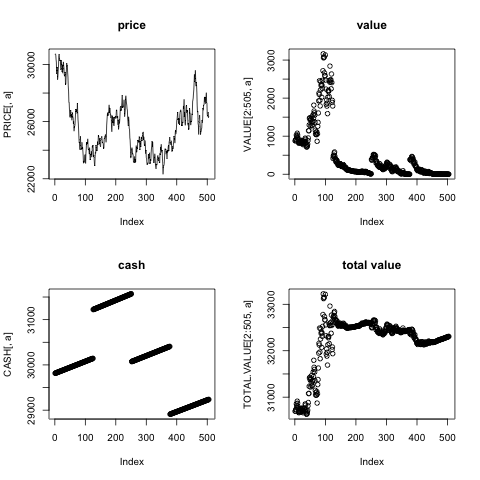 price
PRICE[, a]
22000 26000 30000
0 100 200 300 400 500
Index
value
VALUE[2:505, a]
0 1000 2000 3000
0 100 200 300 400 500
Index
cash
CASH[, a]
29000 30000 31000
0 100 200 300 400 500
Index
total value
TOTAL.VALUE[2:505, a]
31000 32000 33000
0 100 200 300 400 500
Index